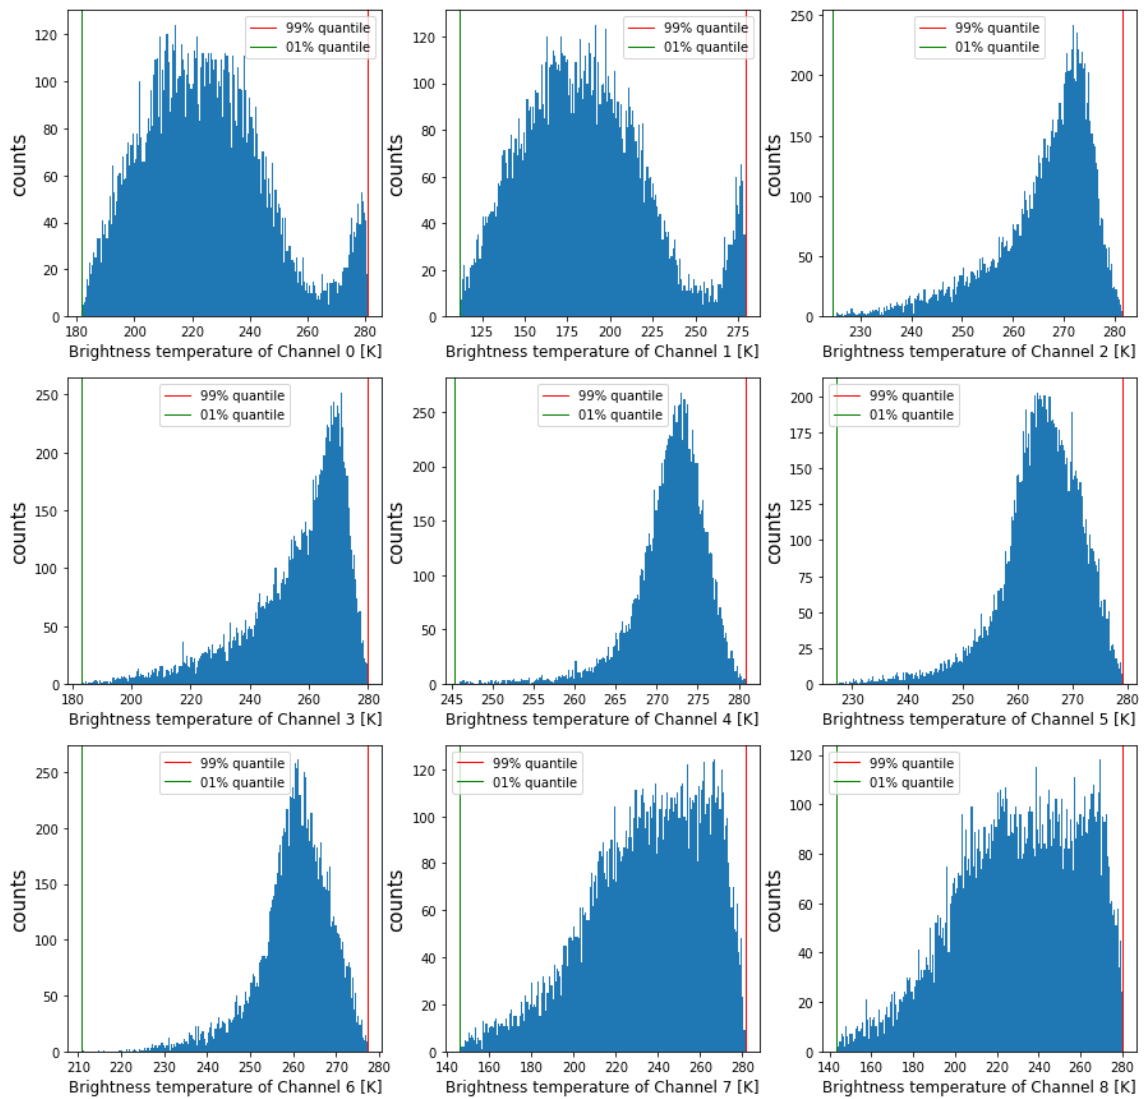 99% quantile
01% quantile
counts
120
100
80
60
40
20
0
180 200 220 240 260 280
Brightness temperature of Channel 0 [K]
99% quantile
01% quantile
counts
120
100
80
60
40
20
0
125 150 175 200 225 250 275
Brightness temperature of Channel 1 [K]
99% quantile
01% quantile
counts
250
200
150
100
50
0
230 240 250 260 270 280
Brightness temperature of Channel 2 [K]
99% quantile
01% quantile
counts
250
200
150
100
50
0
180 200 220 240 260 280
Brightness temperature of Channel 3 [K]
99% quantile
01% quantile
counts
250
200
150
100
50
0
245 250 255 260 265 270 275 280
Brightness temperature of Channel 4 [K]
99% quantile
01% quantile
counts
200
175
150
125
100
75
50
25
0
230 240 250 260 270 280
Brightness temperature of Channel 5 [K]
99% quantile
01% quantile
counts
250
200
150
100
50
0
210 220 230 240 250 260 270 280
Brightness temperature of Channel 6 [K]
99% quantile
01% quantile
counts
120
100
80
60
40
20
0
140 160 180 200 220 240 260 280
Brightness temperature of Channel 7 [K]
99% quantile
01% quantile
counts
120
100
80
60
40
20
0
140 160 180 200 220 240 260 280
Brightness temperature of Channel 8 [K]